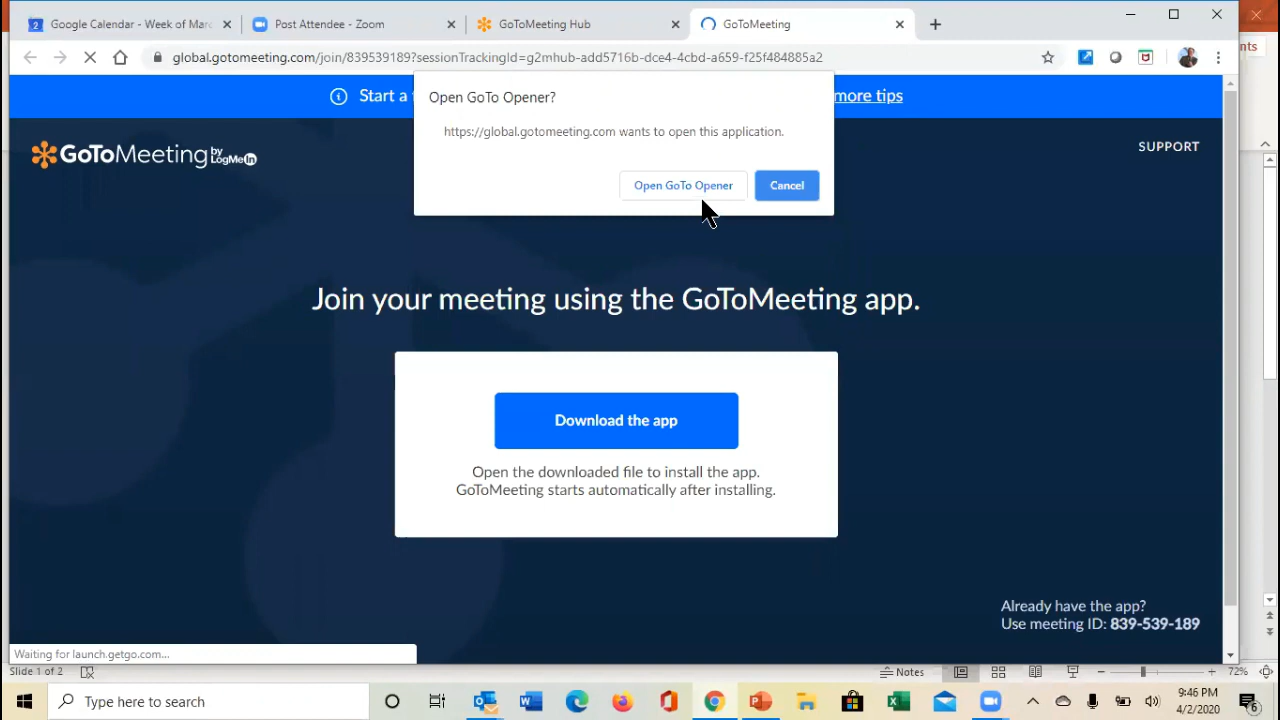 Google Calendar - Week of Marc
Post Attendee - Zoom
GoToMeeting Hub
GoToMeeting
global.gotomeeting.com/join/839539189?sessionTrackingId=g2mhub-add5716b-dce4-4cbd-a659-f25f484885a2
nts
Start a
more tips
Open GoTo Opener?
https://global.gotomeeting.com wants to open this application.
Open GoTo Opener
Cancel
GoToMeeting by LogMeIn
SUPPORT
Join your meeting using the GoToMeeting app.
Download the app
Open the downloaded file to install the app.
GoToMeeting starts automatically after installing.
Already have the app?
Use meeting ID: 839-539-189
Waiting for launch.getgo.com...
Slide 1 of 2
Notes
72%
Type here to search
9:46 PM
4/2/2020
6